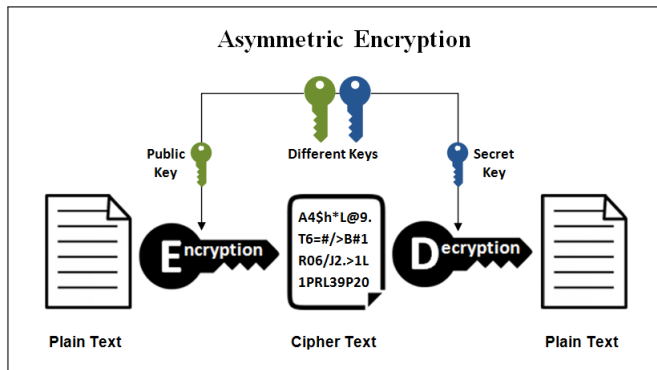 Asymmetric Encryption
Public
Key
Different Keys
Secret
Key
Encryption
A4$h*L@9.
T6=#/>B#1
R06/J2.>1L
1PRL39P20
Decryption
Plain Text
Cipher Text
Plain Text